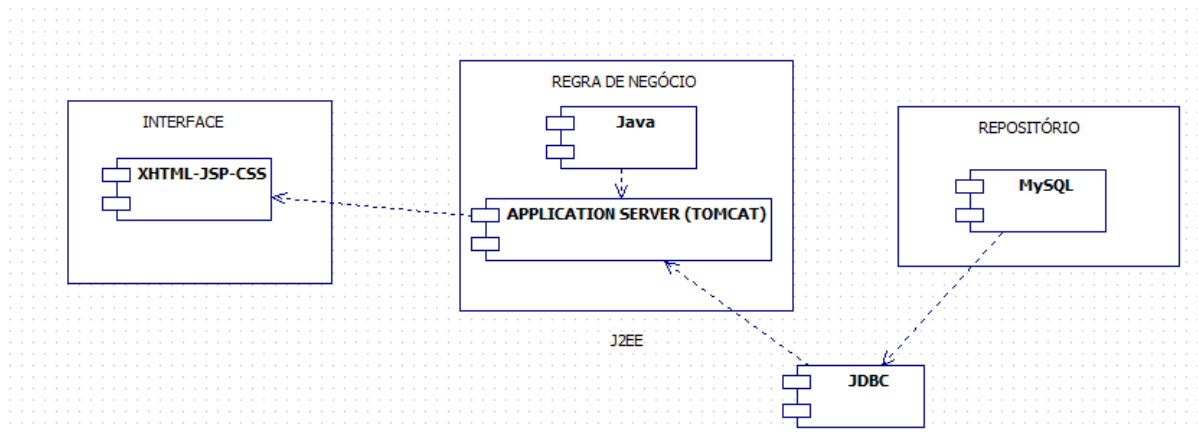 INTERFACE
XHTML-JSP-CSS
REGRA DE NEGÓCIO
Java
APPLICATION SERVER (TOMCAT)
J2EE
REPOSITÓRIO
MySQL
JDBC